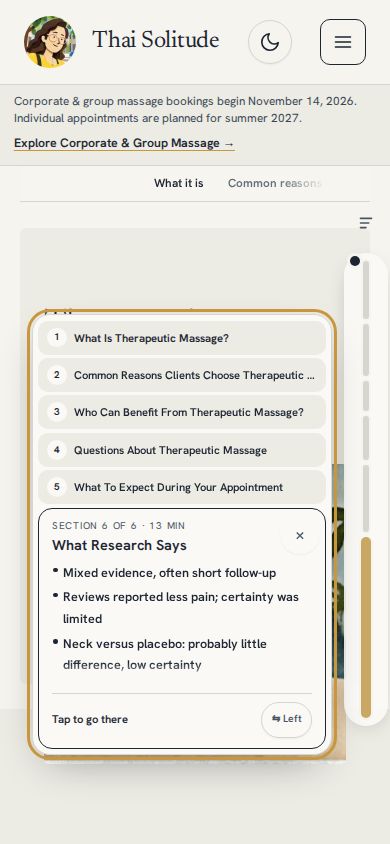 Thai Solitude
Corporate & group massage bookings begin November 14, 2026.
Individual appointments are planned for summer 2027.
Explore Corporate & Group Massage →
What it is
Common reasons
1 What Is Therapeutic Massage?
2 Common Reasons Clients Choose Therapeutic ...
3 Who Can Benefit From Therapeutic Massage?
4 Questions About Therapeutic Massage
5 What To Expect During Your Appointment
SECTION 6 OF 6 · 13 MIN
×
What Research Says
• Mixed evidence, often short follow-up
• Reviews reported less pain; certainty was
limited
• Neck versus placebo: probably little
difference, low certainty
Tap to go there
⇆ Left